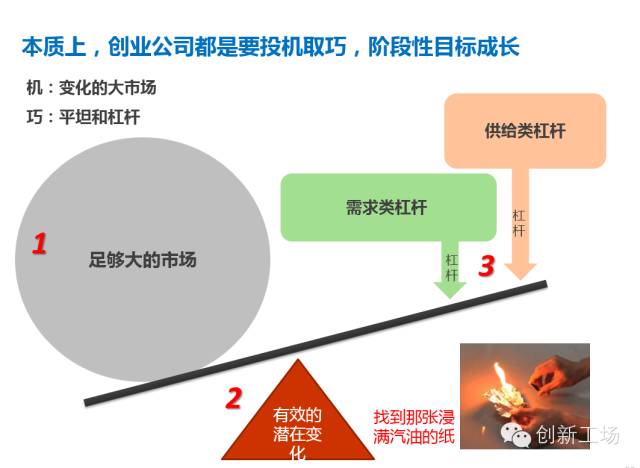 本质上，创业公司都是要投机取巧，阶段性目标成长
机：变化的大市场
巧：平坦和杠杆
供给类杠杆
需求类杠杆
杠
杆
1
足够大的市场
杠
杆
3
2
有效的
潜在变
化
找到那张浸
满汽油的纸
创新工场